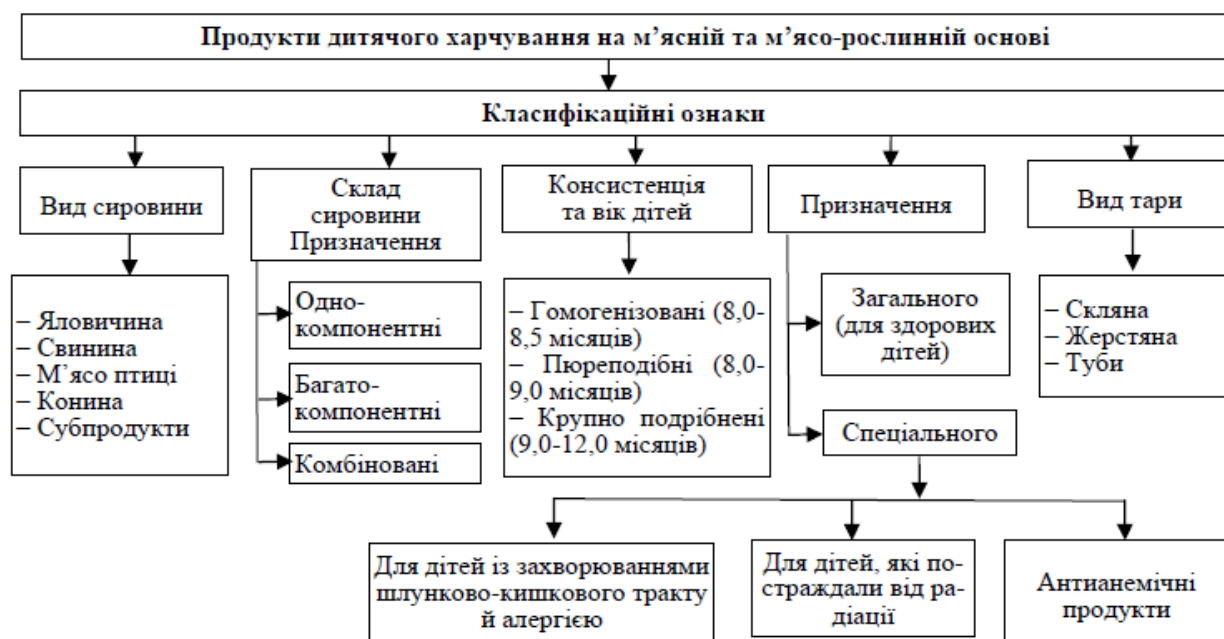 Продукти дитячого харчування на м’ясній та м’ясо-рослинній основі
Класифікаційні ознаки
Вид сировини
Склад
сировини
Призначення
Консистенція
та вік дітей
Призначення
Вид тари
– Яловичина
– Свинина
– М’ясо птиці
– Конина
– Субпродукти
Одно-
компонентні
Багато-
компонентні
Комбіновані
– Гомогенізовані (8,0-
8,5 місяців)
– Пюреподібні (8,0-
9,0 місяців)
– Крупно подрібнені
(9,0-12,0 місяців)
Загального
(для здорових
дітей)
Спеціального
– Скляна
– Жерстяна
– Туби
Для дітей із захворюваннями
шлунково-кишкового тракту
й алергією
Для дітей, які по-
страждали від ра-
діації
Антианемічні
продукти